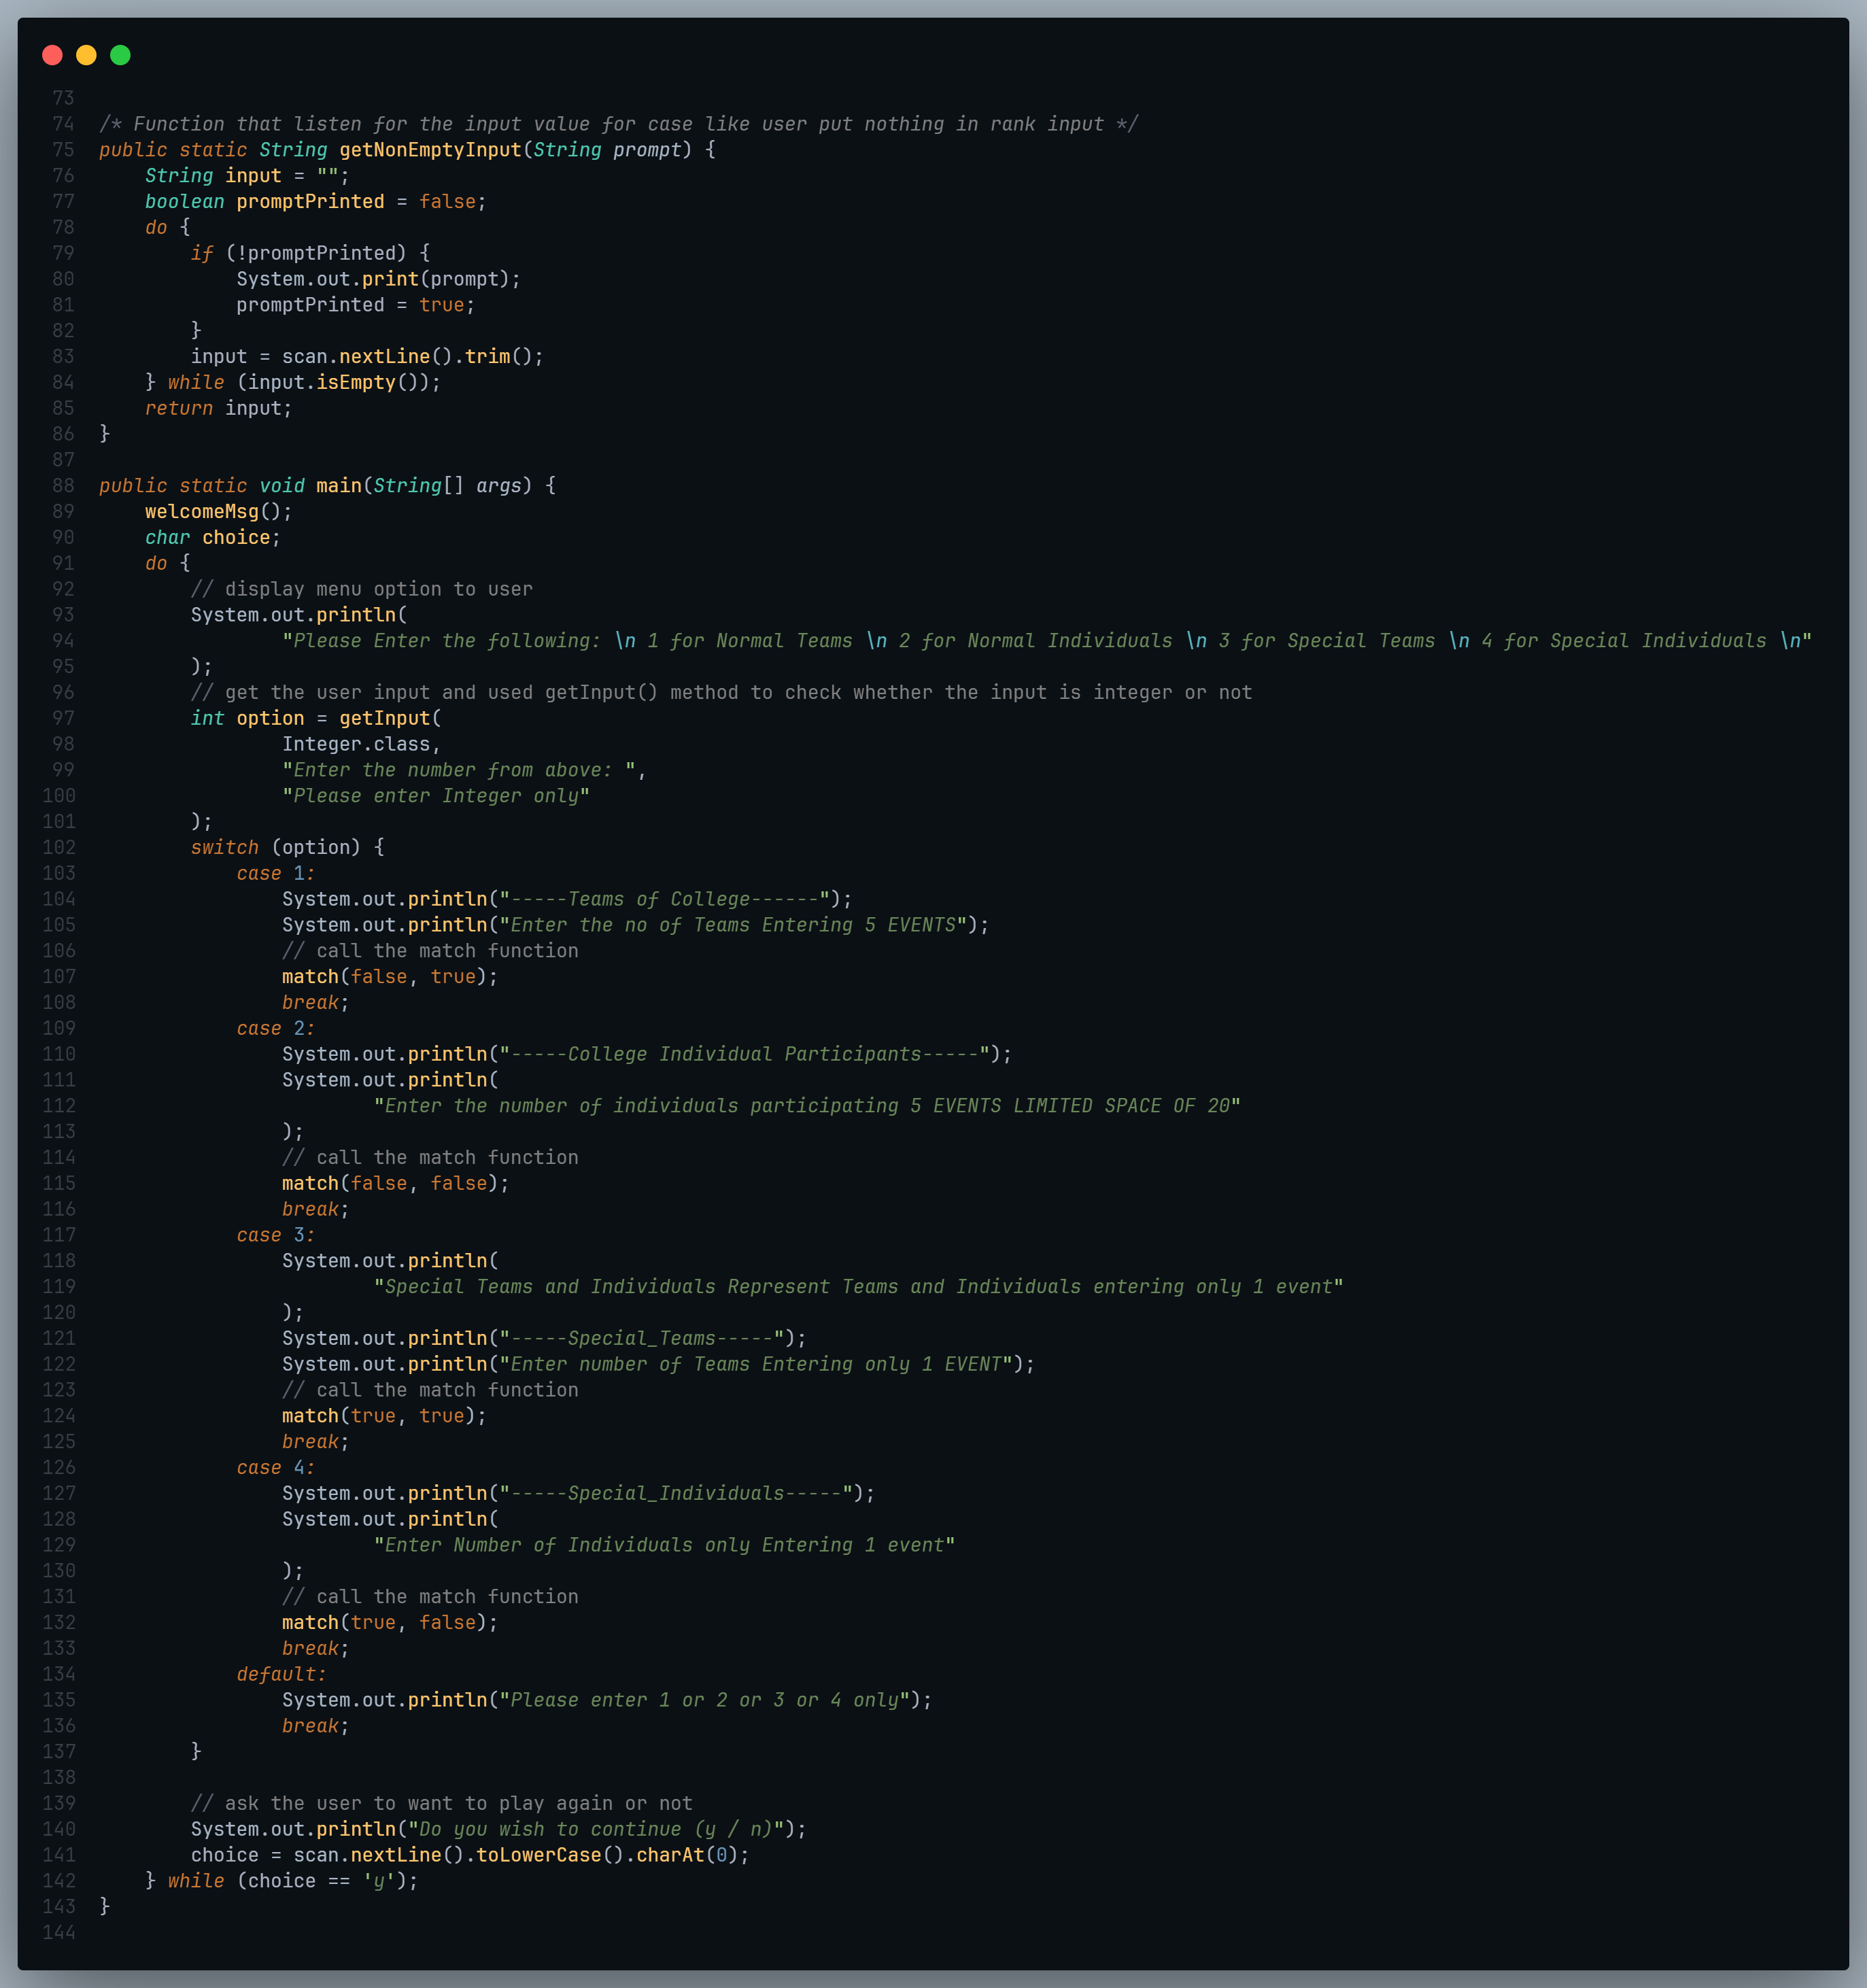 73
74 /* Function that listen for the input value for case like user put nothing in rank input */
75 public static String getNonEmptyInput(String prompt) {
76     String input = "";
77     boolean promptPrinted = false;
78     do {
79         if (!promptPrinted) {
80             System.out.print(prompt);
81             promptPrinted = true;
82         }
83         input = scan.nextLine().trim();
84     } while (input.isEmpty());
85     return input;
86 }
87
88 public static void main(String[] args) {
89     welcomeMsg();
90     char choice;
91     do {
92         // display menu option to user
93         System.out.println(
94                 "Please Enter the following: \n 1 for Normal Teams \n 2 for Normal Individuals \n 3 for Special Teams \n 4 for Special Individuals \n"
95         );
96         // get the user input and used getInput() method to check whether the input is integer or not
97         int option = getInput(
98                 Integer.class,
99                 "Enter the number from above: ",
100                 "Please enter Integer only"
101         );
102         switch (option) {
103             case 1:
104                 System.out.println("-----Teams of College------");
105                 System.out.println("Enter the no of Teams Entering 5 EVENTS");
106                 // call the match function
107                 match(false, true);
108                 break;
109             case 2:
110                 System.out.println("-----College Individual Participants-----");
111                 System.out.println(
112                         "Enter the number of individuals participating 5 EVENTS LIMITED SPACE OF 20"
113                 );
114                 // call the match function
115                 match(false, false);
116                 break;
117             case 3:
118                 System.out.println(
119                         "Special Teams and Individuals Represent Teams and Individuals entering only 1 event"
120                 );
121                 System.out.println("-----Special_Teams-----");
122                 System.out.println("Enter number of Teams Entering only 1 EVENT");
123                 // call the match function
124                 match(true, true);
125                 break;
126             case 4:
127                 System.out.println("-----Special_Individuals-----");
128                 System.out.println(
129                         "Enter Number of Individuals only Entering 1 event"
130                 );
131                 // call the match function
132                 match(true, false);
133                 break;
134             default:
135                 System.out.println("Please enter 1 or 2 or 3 or 4 only");
136                 break;
137         }
138
139         // ask the user to want to play again or not
140         System.out.println("Do you wish to continue (y / n)");
141         choice = scan.nextLine().toLowerCase().charAt(0);
142     } while (choice == 'y');
143 }
144